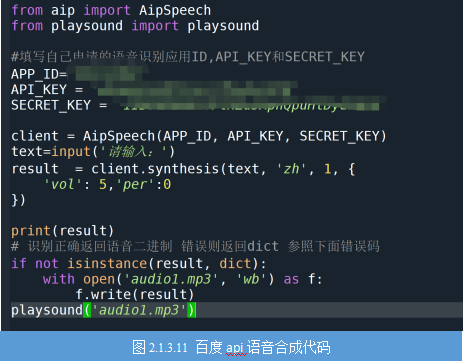 from aip import AipSpeech
from playsound import playsound
#填写自己申请的语音识别应用ID,API_KEY和SECRET_KEY
APP_ID=
API_KEY =
SECRET_KEY =
client = AipSpeech(APP_ID, API_KEY, SECRET_KEY)
text=input('请输入：')
result  = client.synthesis(text, 'zh', 1, {
    'vol': 5,'per':0
})
print(result)
# 识别正确返回语音二进制 错误则返回dict 参照下面错误码
if not isinstance(result, dict):
    with open('audio1.mp3', 'wb') as f:
        f.write(result)
playsound('audio1.mp3')
图 2.1.3.11 百度 api 语音合成代码